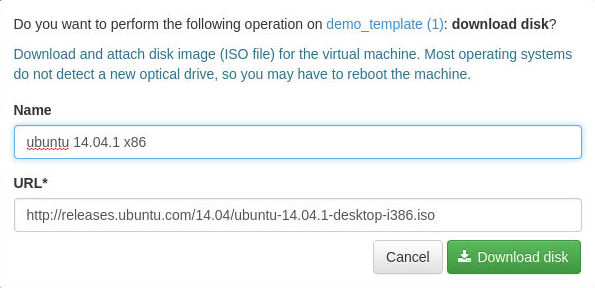 Do you want to perform the following operation on demo_template (1): download disk?
Download and attach disk image (ISO file) for the virtual machine. Most operating systems
do not detect a new optical drive, so you may have to reboot the machine.
Name
ubuntu 14.04.1 x86
URL*
http://releases.ubuntu.com/14.04/ubuntu-14.04.1-desktop-i386.iso
Cancel Download disk